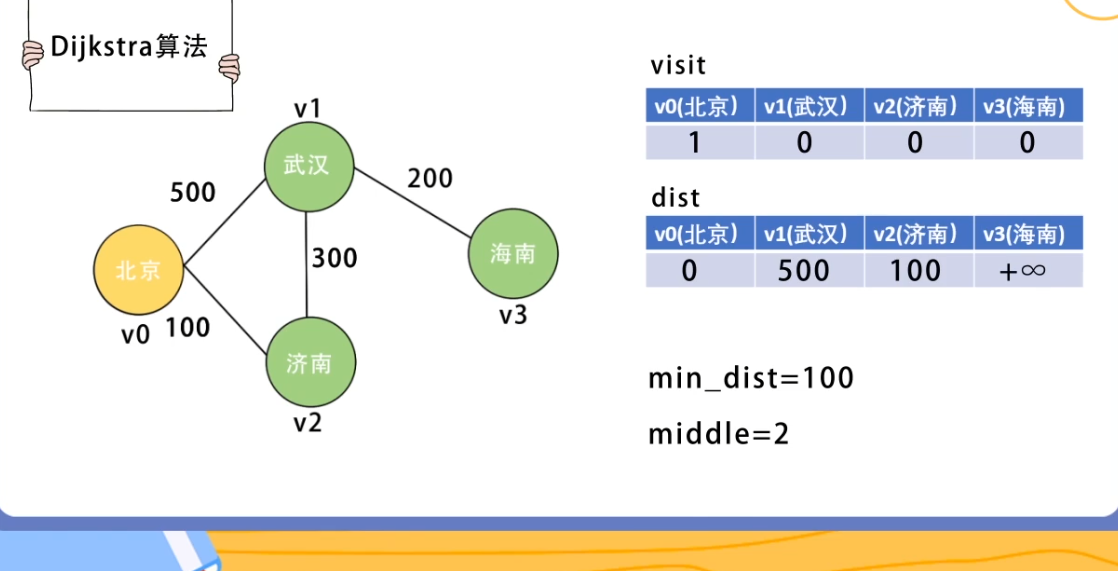 Dijkstra算法
v1
武汉
500
200
300
北京
海南
v0
100
v3
济南
v2
visit
v0(北京) v1(武汉) v2(济南) v3(海南)
1 0 0 0
dist
v0(北京) v1(武汉) v2(济南) v3(海南)
0 500 100 +∞
min_dist=100
middle=2